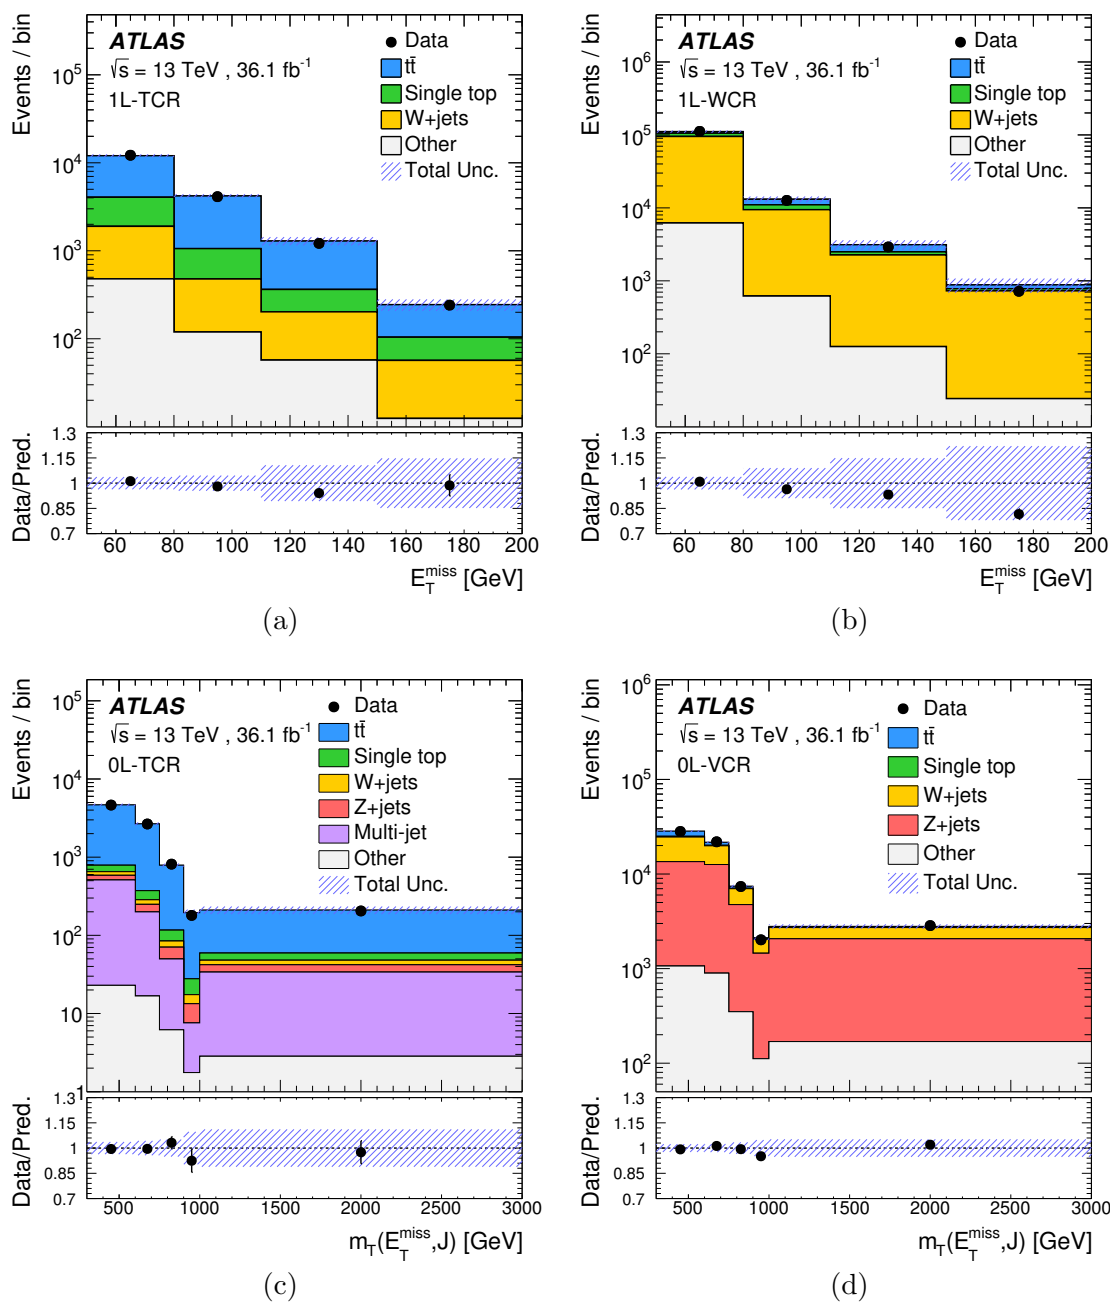 Events / bin
ATLAS
√s = 13 TeV , 36.1 fb⁻¹
1L-TCR
Data
tt̄
Single top
W+jets
Other
Total Unc.
10⁵
10⁴
10³
10²
Data/Pred.
1.3
1.15
1
0.85
0.7
60 80 100 120 140 160 180 200
E_T^miss [GeV]
(a)
Events / bin
ATLAS
√s = 13 TeV , 36.1 fb⁻¹
1L-WCR
Data
tt̄
Single top
W+jets
Other
Total Unc.
10⁶
10⁵
10⁴
10³
10²
Data/Pred.
1.3
1.15
1
0.85
0.7
60 80 100 120 140 160 180 200
E_T^miss [GeV]
(b)
Events / bin
ATLAS
√s = 13 TeV , 36.1 fb⁻¹
0L-TCR
Data
tt̄
Single top
W+jets
Z+jets
Multi-jet
Other
Total Unc.
10⁵
10⁴
10³
10²
10
1
Data/Pred.
1.3
1.15
1
0.85
0.7
500 1000 1500 2000 2500 3000
m_T(E_T^miss,J) [GeV]
(c)
Events / bin
ATLAS
√s = 13 TeV , 36.1 fb⁻¹
0L-VCR
Data
tt̄
Single top
W+jets
Z+jets
Other
Total Unc.
10⁶
10⁵
10⁴
10³
10²
Data/Pred.
1.3
1.15
1
0.85
0.7
500 1000 1500 2000 2500 3000
m_T(E_T^miss,J) [GeV]
(d)